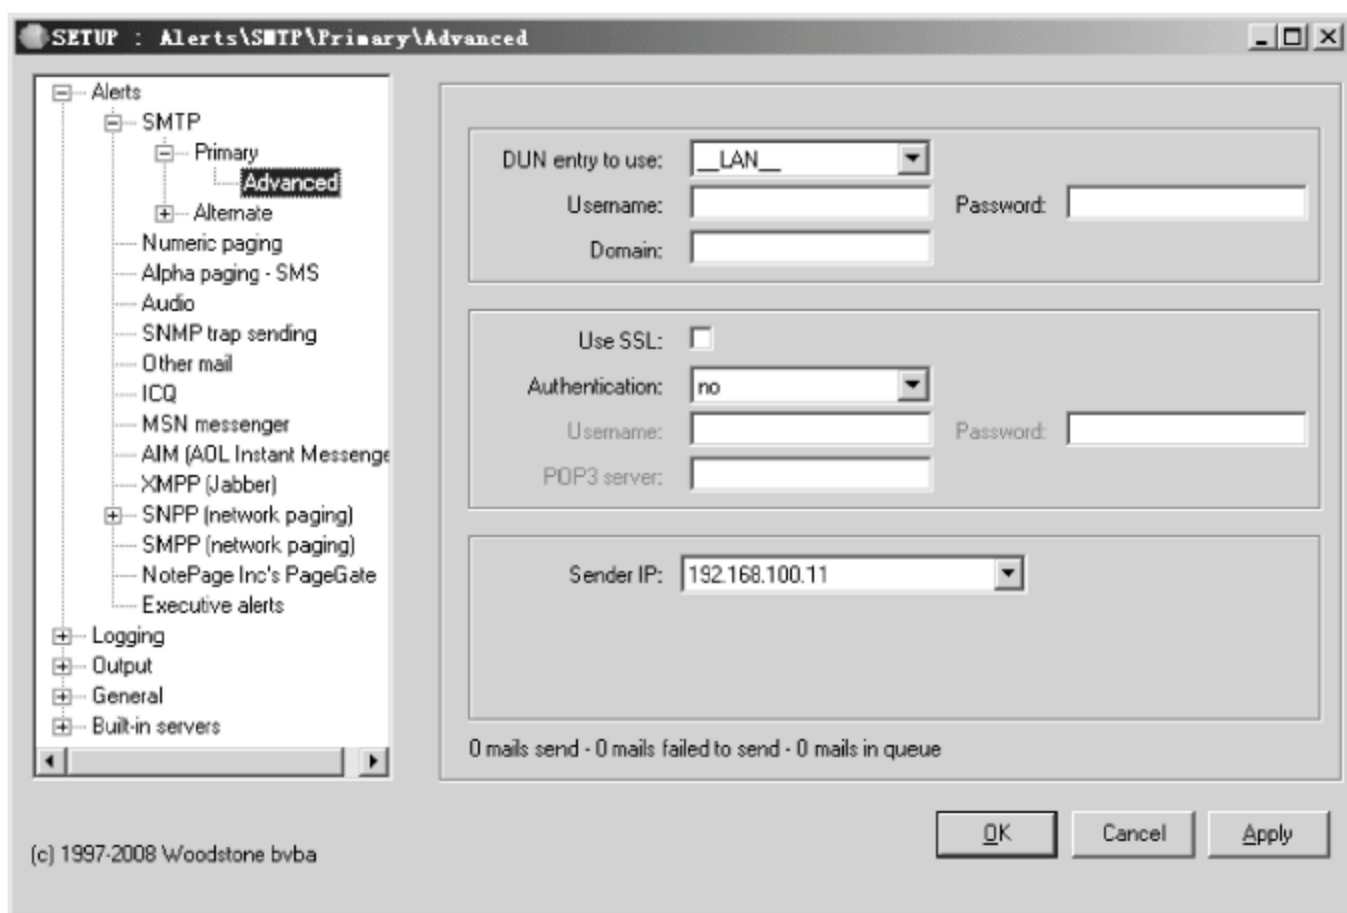 SETUP : Alerts\SMTP\Primary\Advanced
Alerts
SMTP
Primary
Advanced
Alternate
Numeric paging
Alpha paging - SMS
Audio
SNMP trap sending
Other mail
ICQ
MSN messenger
AIM (AOL Instant Messenge
XMPP (Jabber)
SNPP (network paging)
SMPP (network paging)
NotePage Inc's PageGate
Executive alerts
Logging
Output
General
Built-in servers
DUN entry to use: __LAN__
Username: Password:
Domain:
Use SSL:
Authentication: no
Username: Password:
POP3 server:
Sender IP: 192.168.100.11
0 mails send - 0 mails failed to send - 0 mails in queue
OK Cancel Apply
(c) 1997-2008 Woodstone bvba